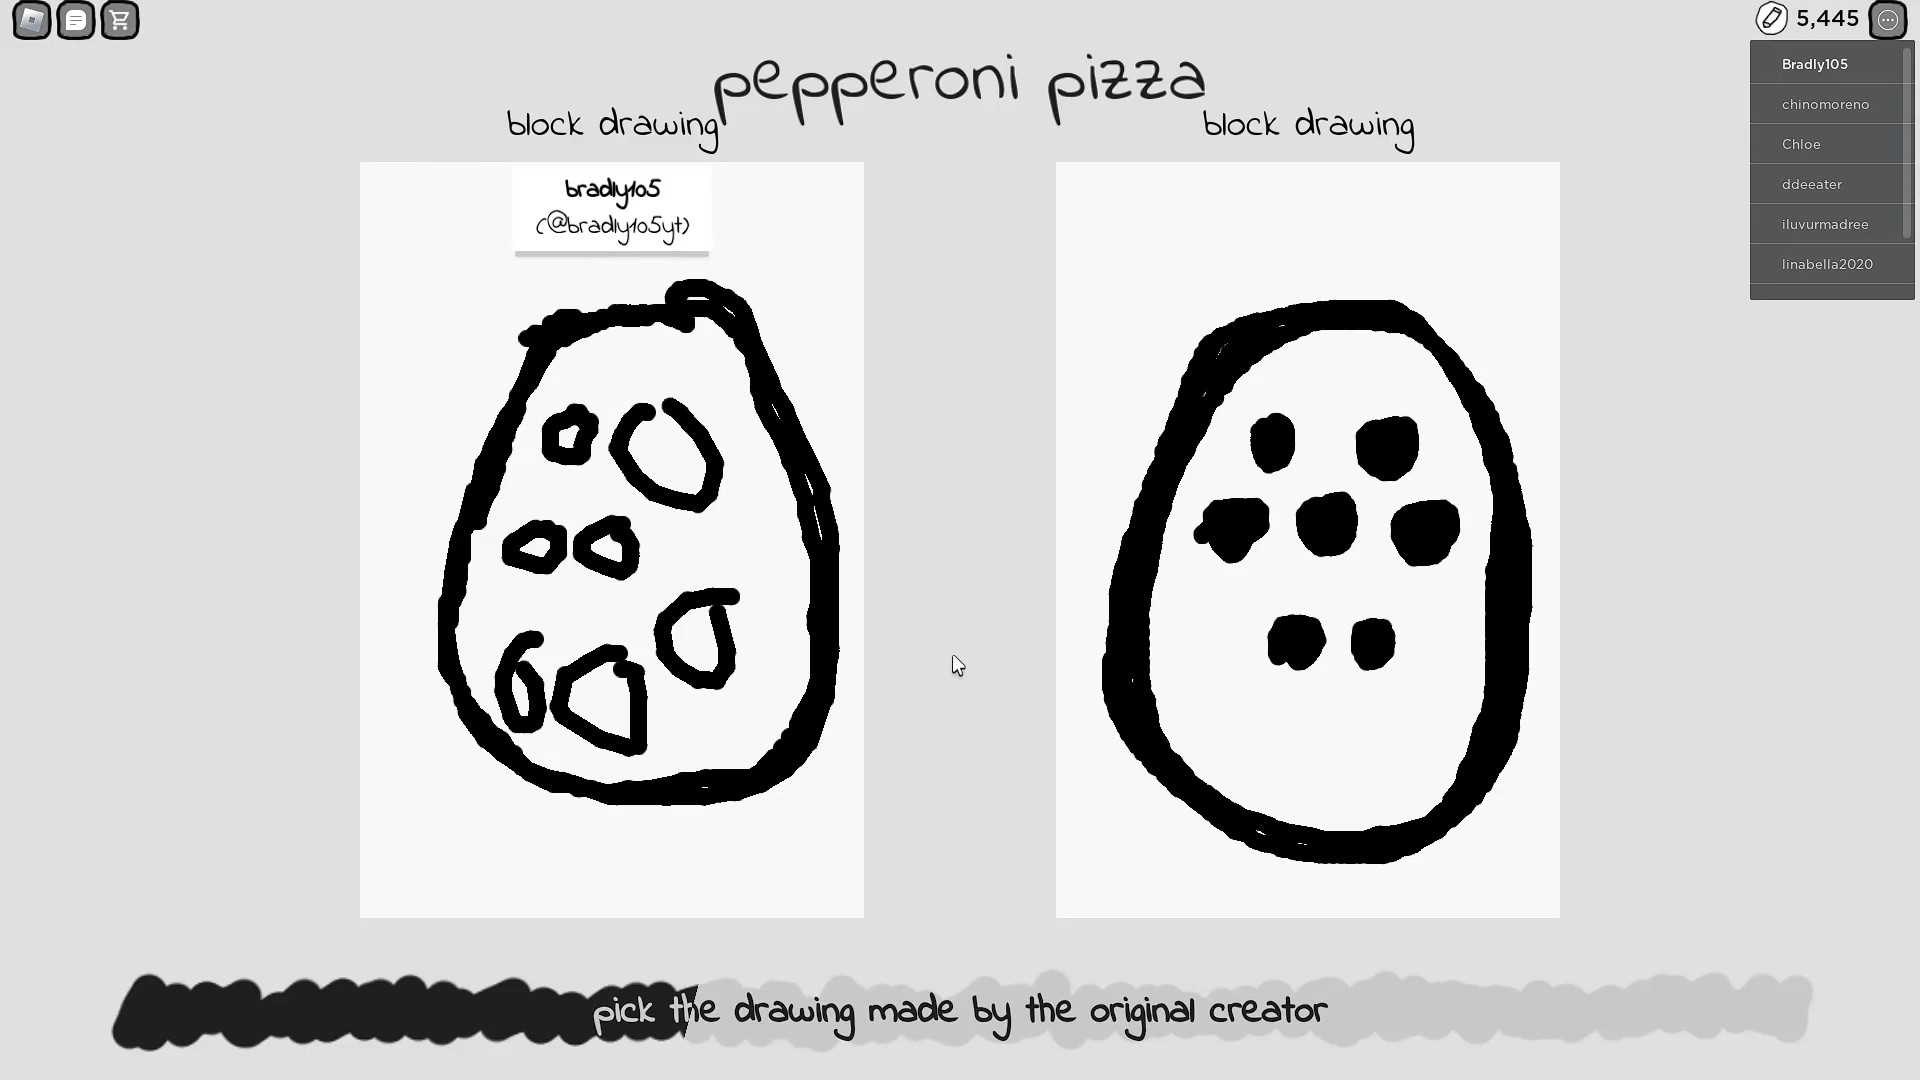 5,445
pepperoni pizza
block drawing
block drawing
bradly105
(@bradly105yt)
Bradly105
chinomoreno
Chloe
ddeeater
iluvurmadree
linabella2020
pick the drawing made by the original creator